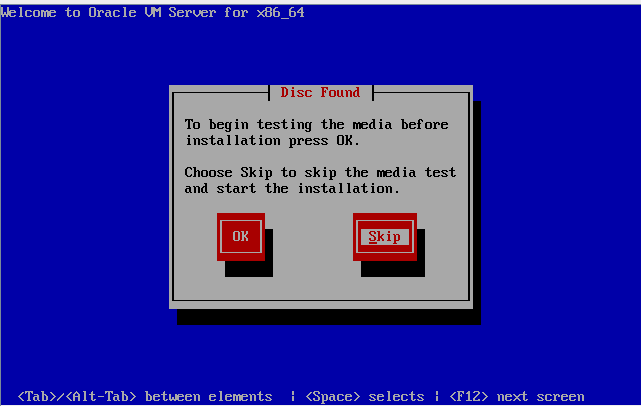 Welcome to Oracle VM Server for x86_64
Disc Found
To begin testing the media before
installation press OK.
Choose Skip to skip the media test
and start the installation.
OK Skip
<Tab>/<Alt-Tab> between elements | <Space> selects | <F12> next screen